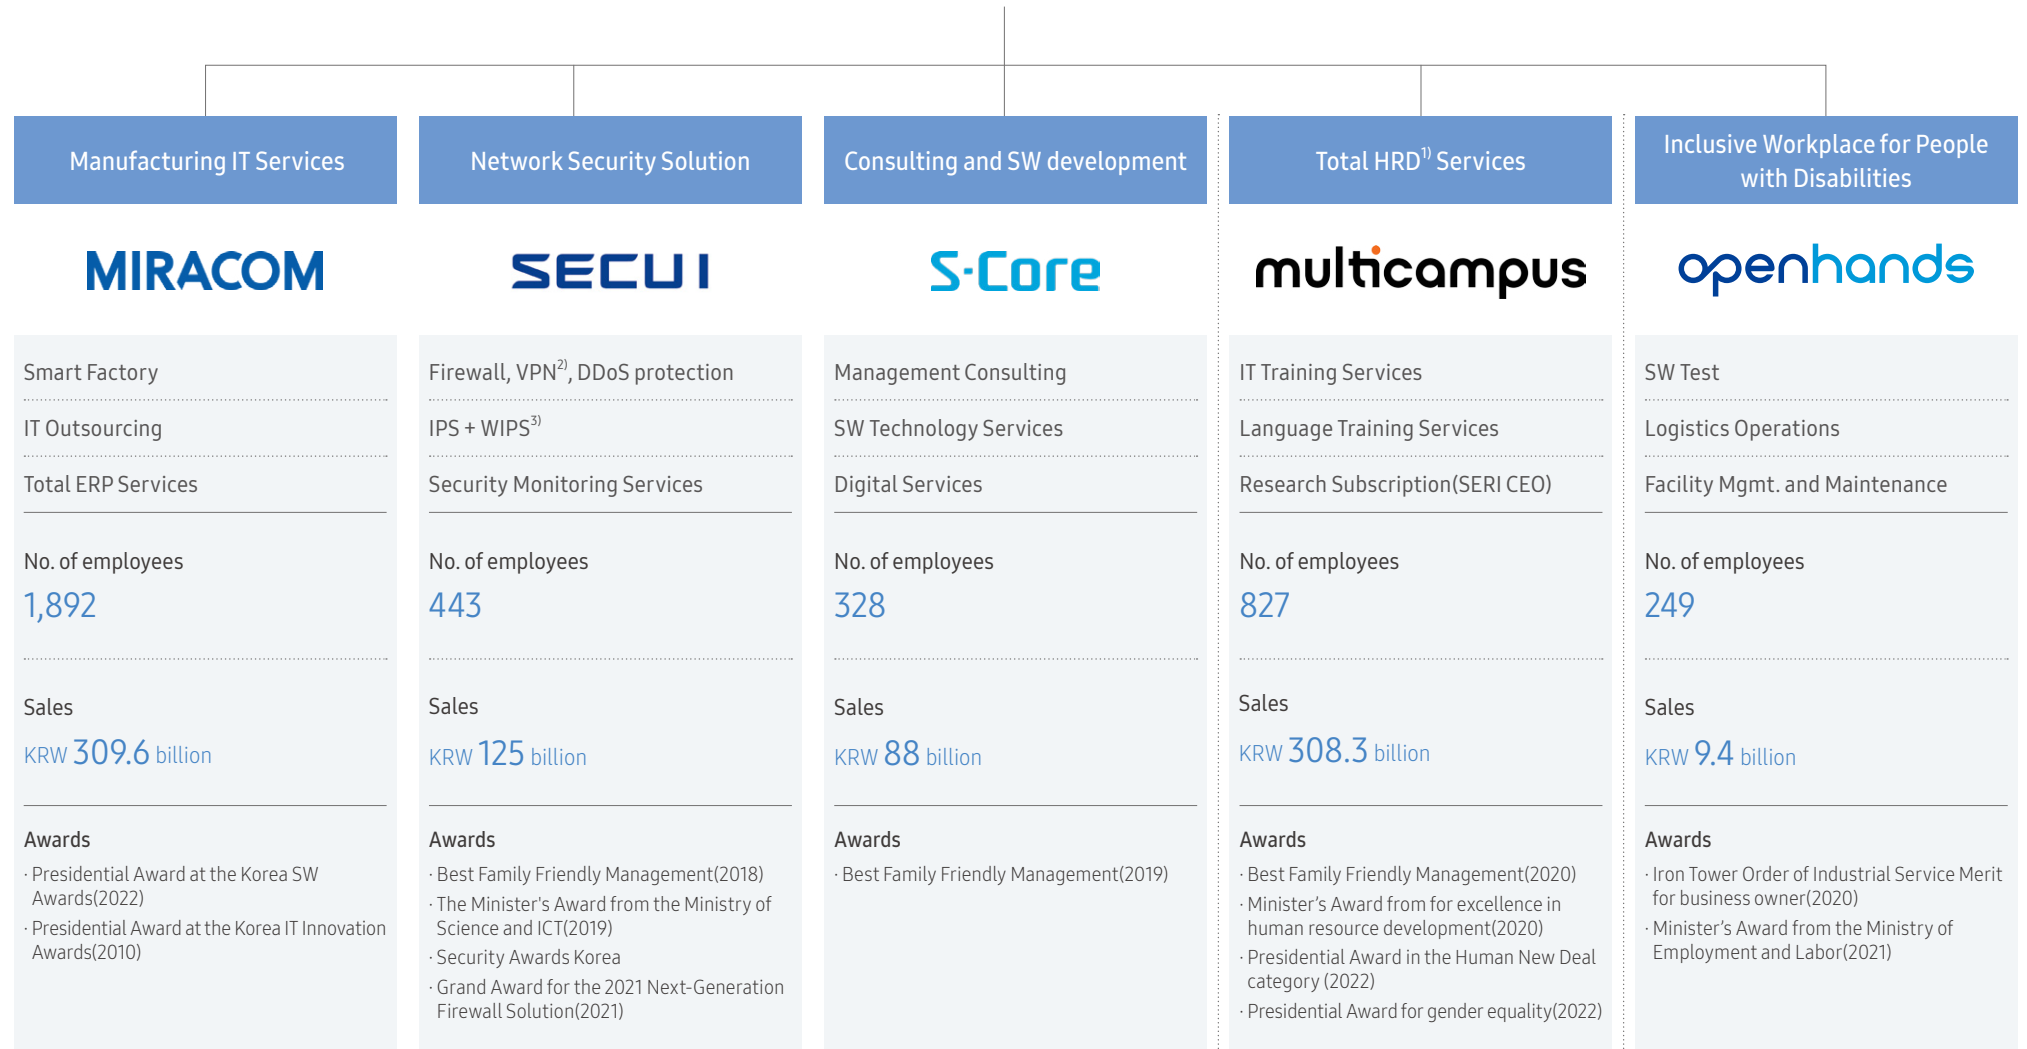 Manufacturing IT Services
MIRACOM
Smart Factory
IT Outsourcing
Total ERP Services
No. of employees
1,892
Sales
KRW 309.6 billion
Awards
· Presidential Award at the Korea SW
Awards(2022)
· Presidential Award at the Korea IT Innovation
Awards(2010)
Network Security Solution
SECUI
Firewall, VPN2), DDoS protection
IPS + WIPS3)
Security Monitoring Services
No. of employees
443
Sales
KRW 125 billion
Awards
· Best Family Friendly Management(2018)
· The Minister's Award from the Ministry of
Science and ICT(2019)
· Security Awards Korea
· Grand Award for the 2021 Next-Generation
Firewall Solution(2021)
Consulting and SW development
S-Core
Management Consulting
SW Technology Services
Digital Services
No. of employees
328
Sales
KRW 88 billion
Awards
· Best Family Friendly Management(2019)
Total HRD1) Services
multicampus
IT Training Services
Language Training Services
Research Subscription(SERI CEO)
No. of employees
827
Sales
KRW 308.3 billion
Awards
· Best Family Friendly Management(2020)
· Minister’s Award from for excellence in
human resource development(2020)
· Presidential Award in the Human New Deal
category (2022)
· Presidential Award for gender equality(2022)
Inclusive Workplace for People
with Disabilities
openhands
SW Test
Logistics Operations
Facility Mgmt. and Maintenance
No. of employees
249
Sales
KRW 9.4 billion
Awards
· Iron Tower Order of Industrial Service Merit
for business owner(2020)
· Minister’s Award from the Ministry of
Employment and Labor(2021)